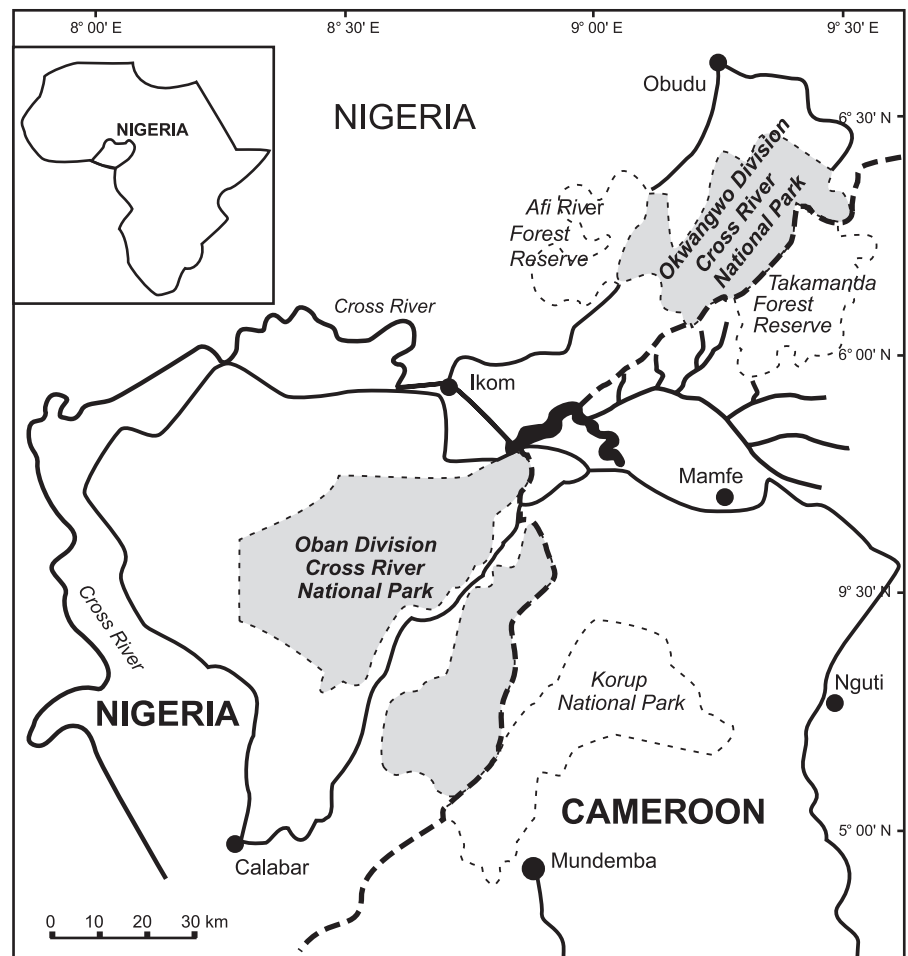 8° 00' E
8° 30' E
9° 00' E
9° 30' E
NIGERIA
NIGERIA
Obudu
6° 30' N
Okwangwo Division
Cross River
National Park
Afi River
Forest
Reserve
Takamanda
Forest
Reserve
Cross River
6° 00' N
Ikom
Mamfe
Oban Division
Cross River
National Park
9° 30' N
Cross River
Korup
National Park
Nguti
NIGERIA
CAMEROON
5° 00' N
Calabar
Mundemba
0 10 20 30 km